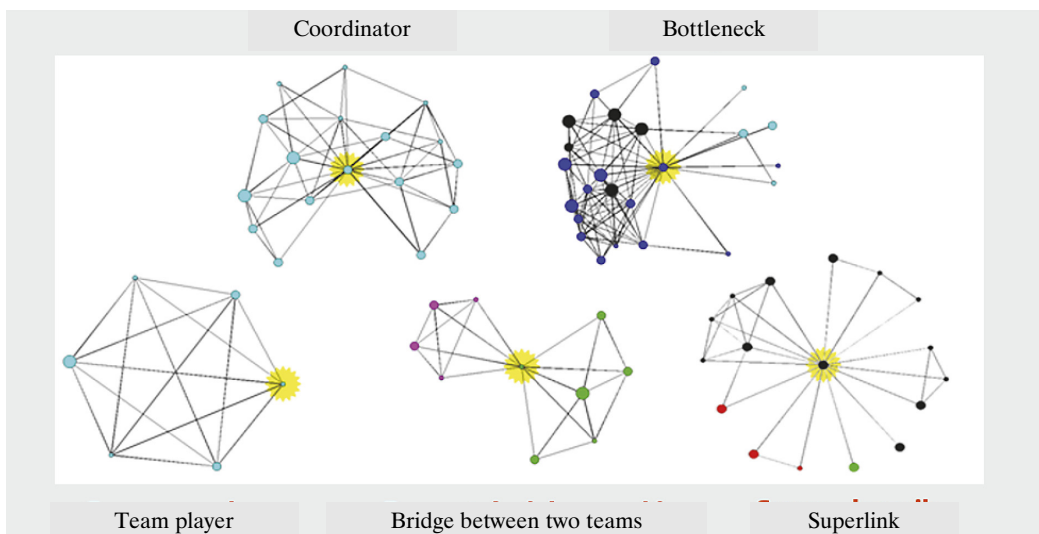 Coordinator
Bottleneck
Team player
Bridge between two teams
Superlink